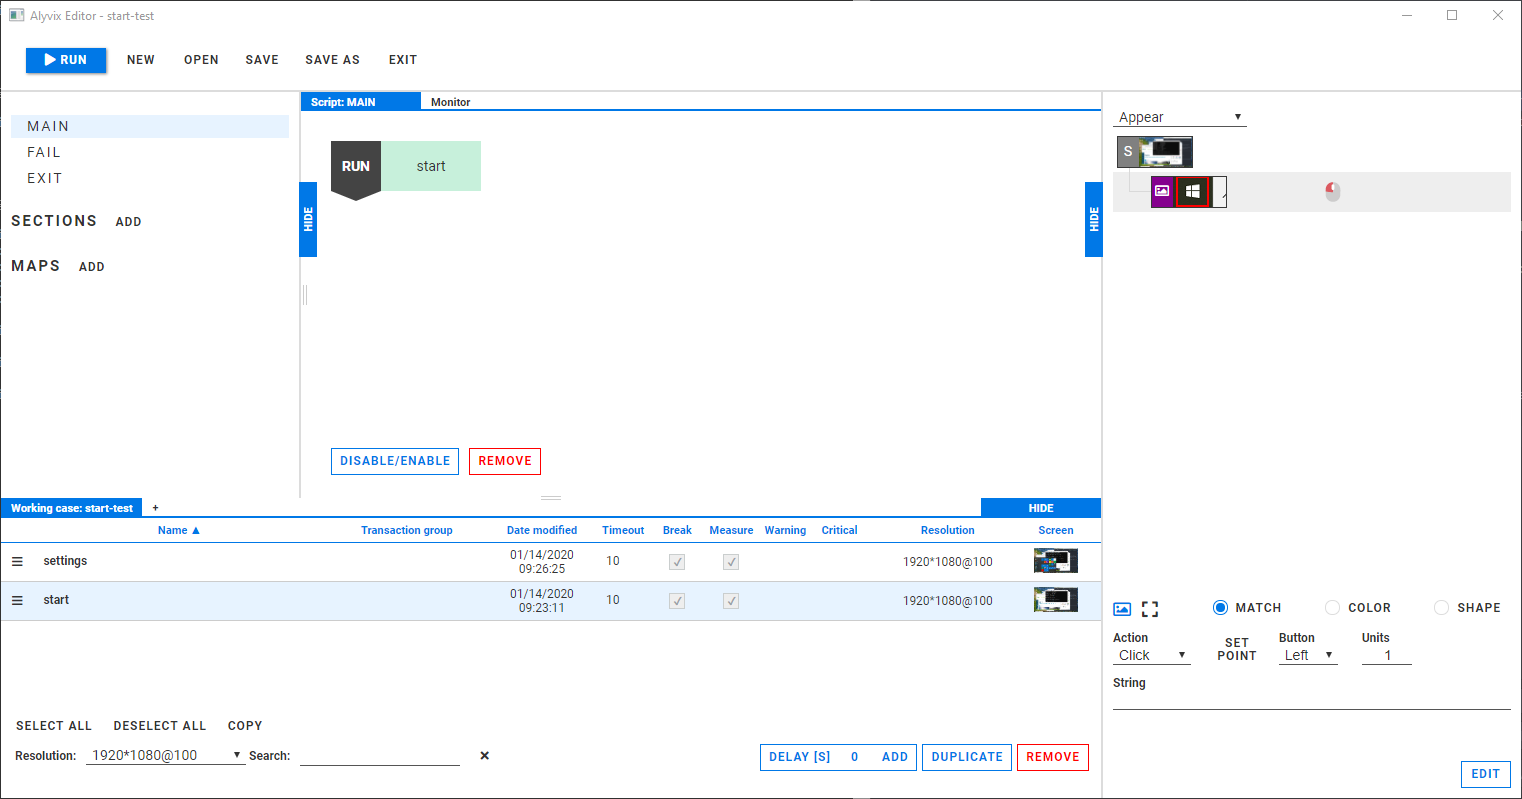 Alyvix Editor - start-test
RUN NEW OPEN SAVE SAVE AS EXIT
MAIN
FAIL
EXIT
SECTIONS ADD
MAPS ADD
Script: MAIN Monitor
RUN start
HIDE
HIDE
DISABLE/ENABLE REMOVE
Appear
S
Working case: start-test + HIDE
Name ▲ Transaction group Date modified Timeout Break Measure Warning Critical Resolution Screen
settings 01/14/2020 09:26:25 10 1920*1080@100
start 01/14/2020 09:23:11 10 1920*1080@100
SELECT ALL DESELECT ALL COPY
Resolution: 1920*1080@100 Search:
DELAY [S] 0 ADD DUPLICATE REMOVE
MATCH COLOR SHAPE
Action Button Units
Click SET POINT Left 1
String
EDIT